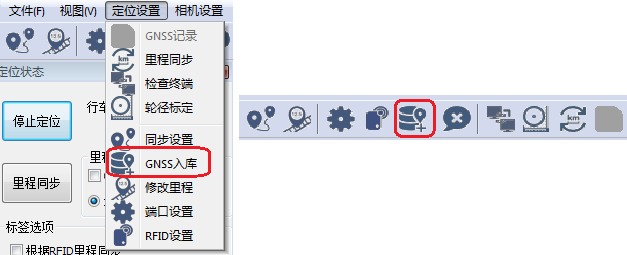 文件(F) 视图(V) 定位设置 相机设置
GNSS记录
里程同步
检查终端
轮径标定
同步设置
GNSS入库
修改里程
端口设置
RFID设置
定位状态
行车
停止定位
里程
里程同步
标签选项
根据RFID里程同步
km